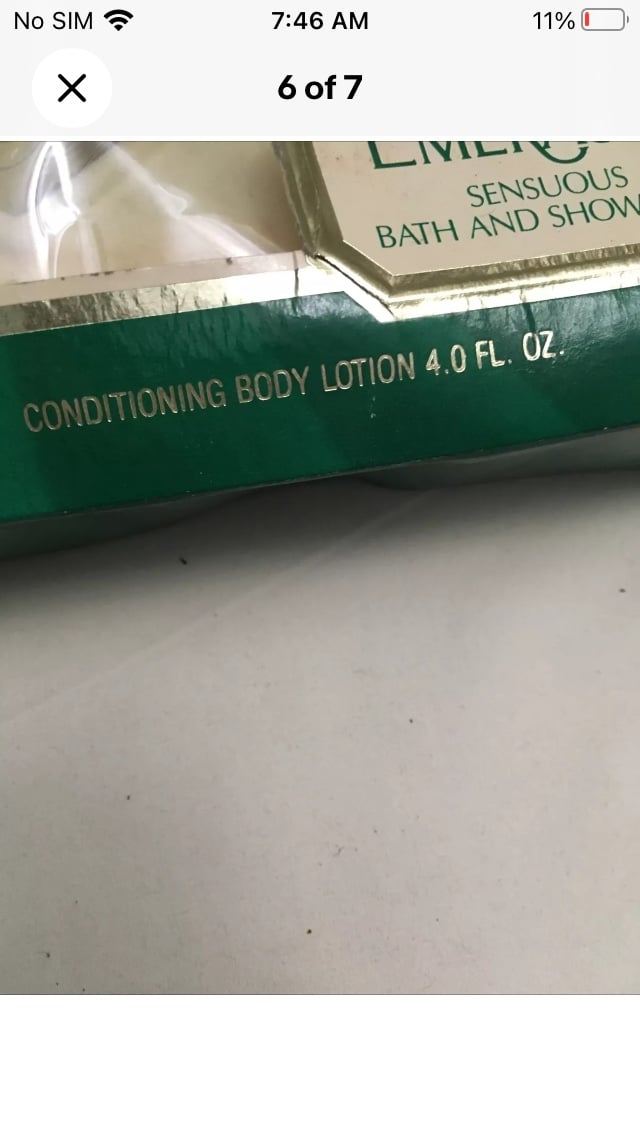 No SIM 7:46 AM 11%
6 of 7
SENSUOUS
BATH AND SHOW
CONDITIONING BODY LOTION 4.0 FL. OZ.